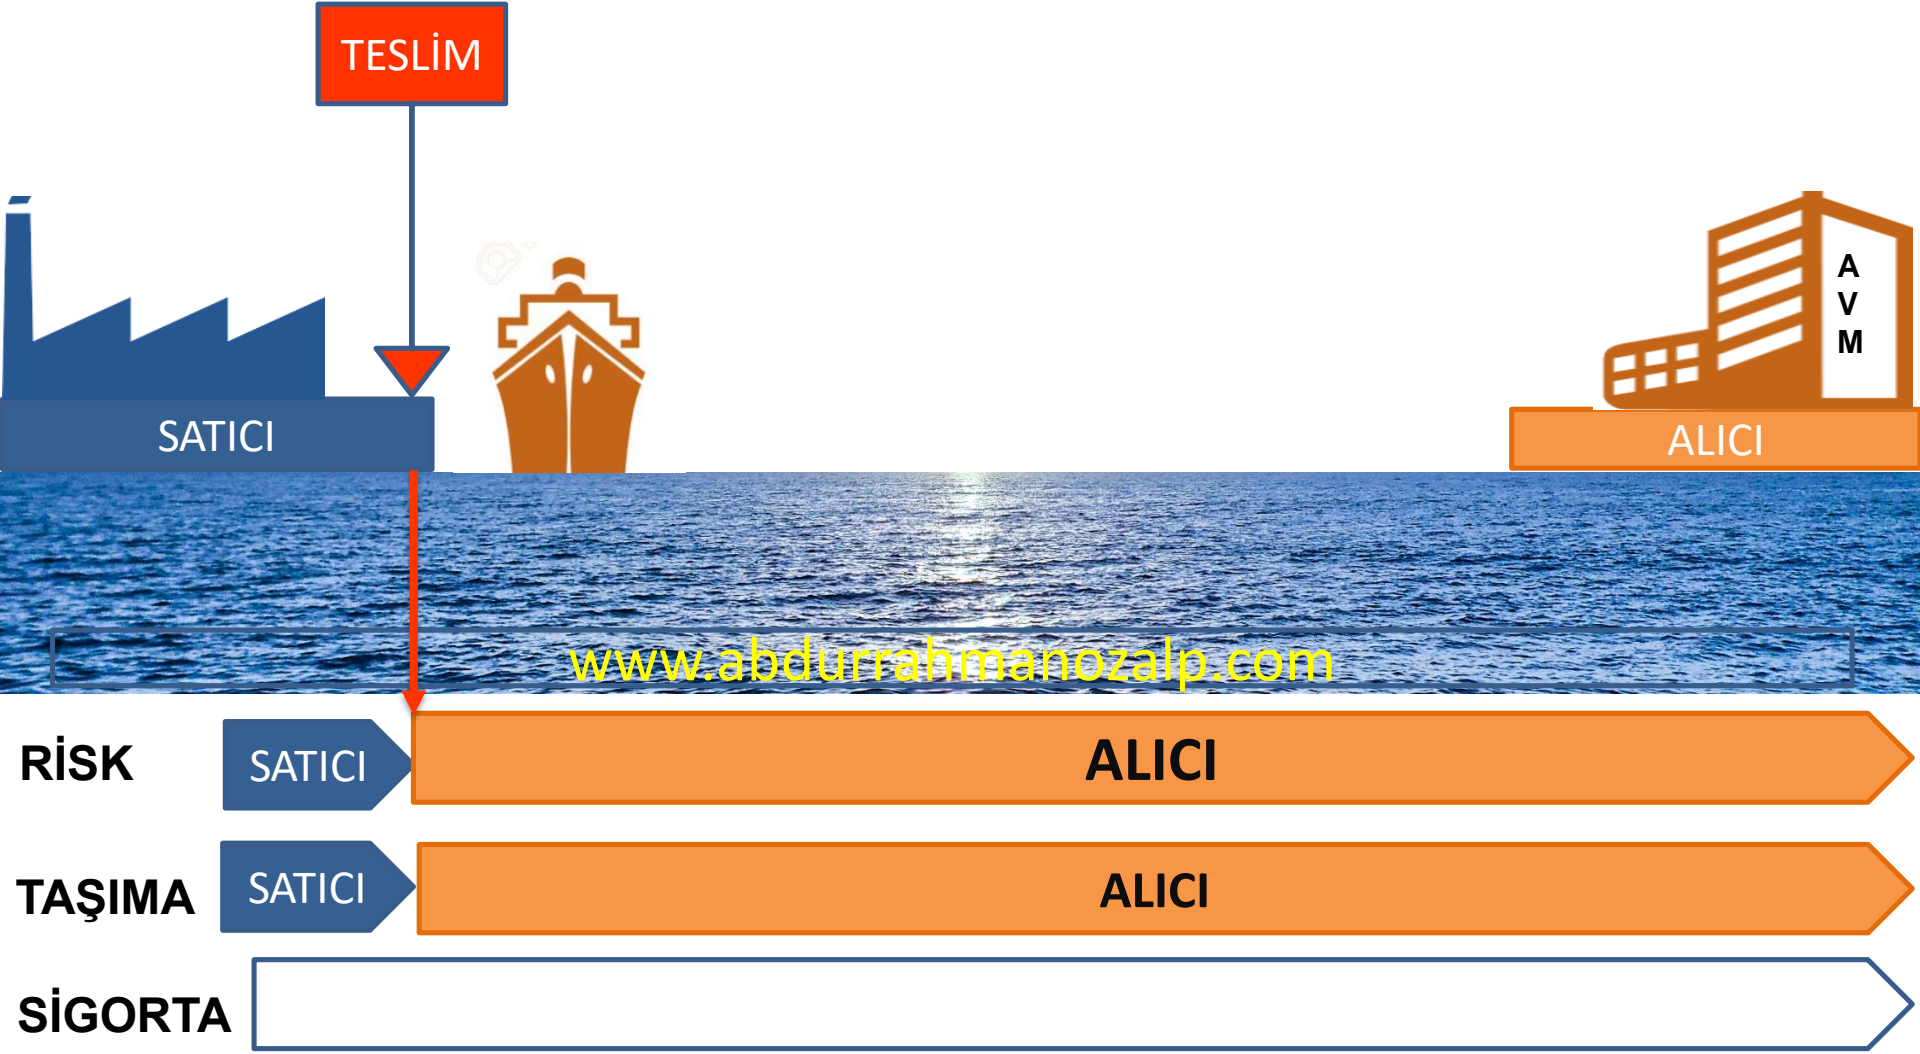 TESLİM
A
V
M
SATICI
ALICI
www.abdurrahmanozalp.com
RİSK
SATICI
ALICI
TAŞIMA
SATICI
ALICI
SİGORTA